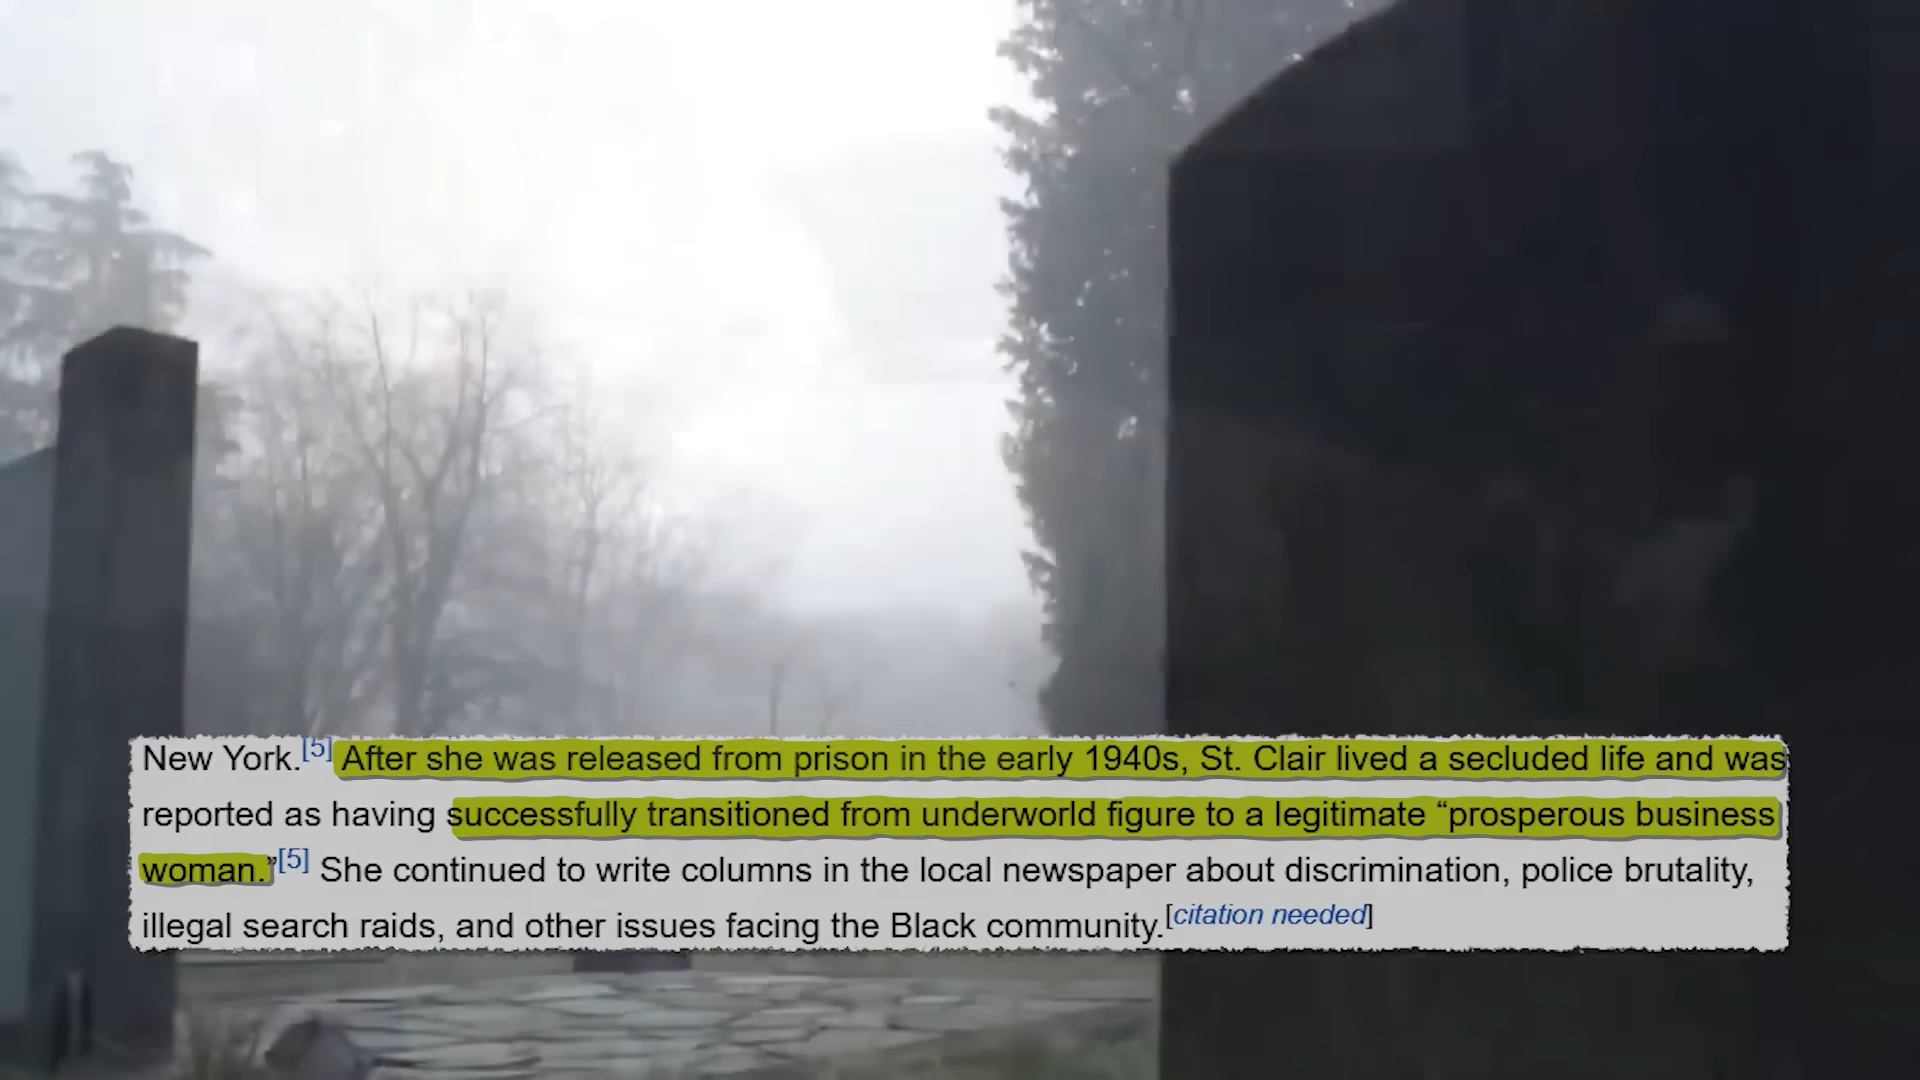 New York.[5] After she was released from prison in the early 1940s, St. Clair lived a secluded life and was
reported as having successfully transitioned from underworld figure to a legitimate “prosperous business
woman.”[5] She continued to write columns in the local newspaper about discrimination, police brutality,
illegal search raids, and other issues facing the Black community.[citation needed]